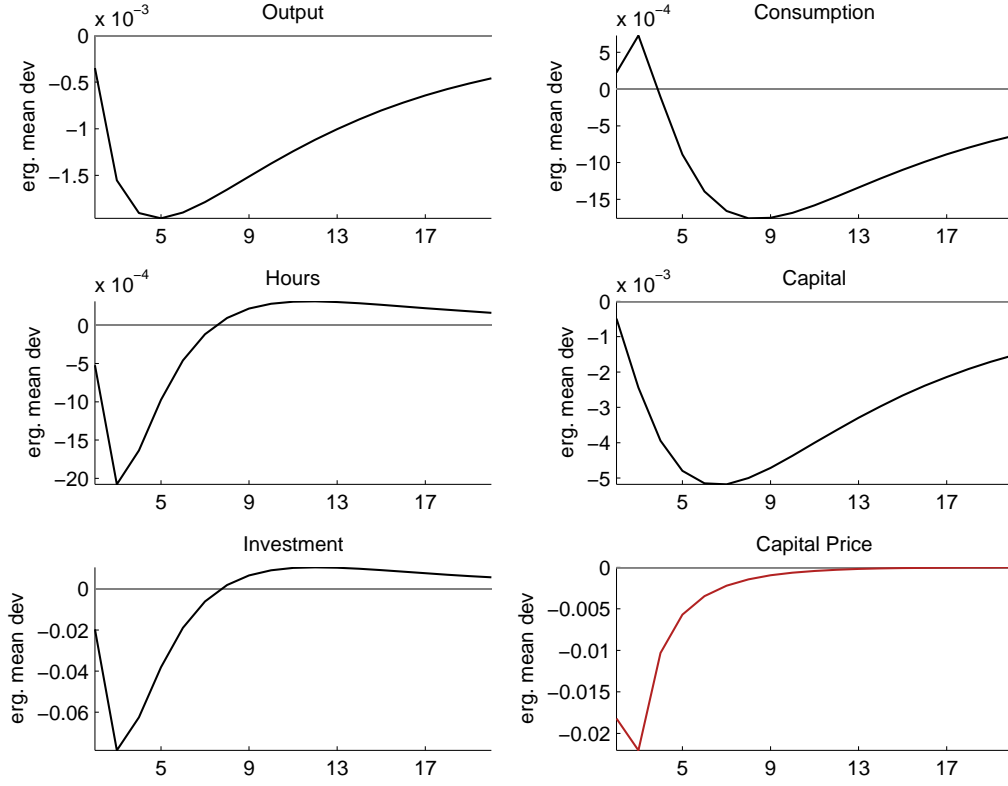 Output
x 10−3
erg. mean dev
0
−0.5
−1
−1.5
5 9 13 17
Consumption
x 10−4
erg. mean dev
5
0
−5
−10
−15
5 9 13 17
Hours
x 10−4
erg. mean dev
0
−5
−10
−15
−20
5 9 13 17
Capital
x 10−3
erg. mean dev
0
−1
−2
−3
−4
−5
5 9 13 17
Investment
erg. mean dev
0
−0.02
−0.04
−0.06
5 9 13 17
Capital Price
erg. mean dev
0
−0.005
−0.01
−0.015
−0.02
5 9 13 17